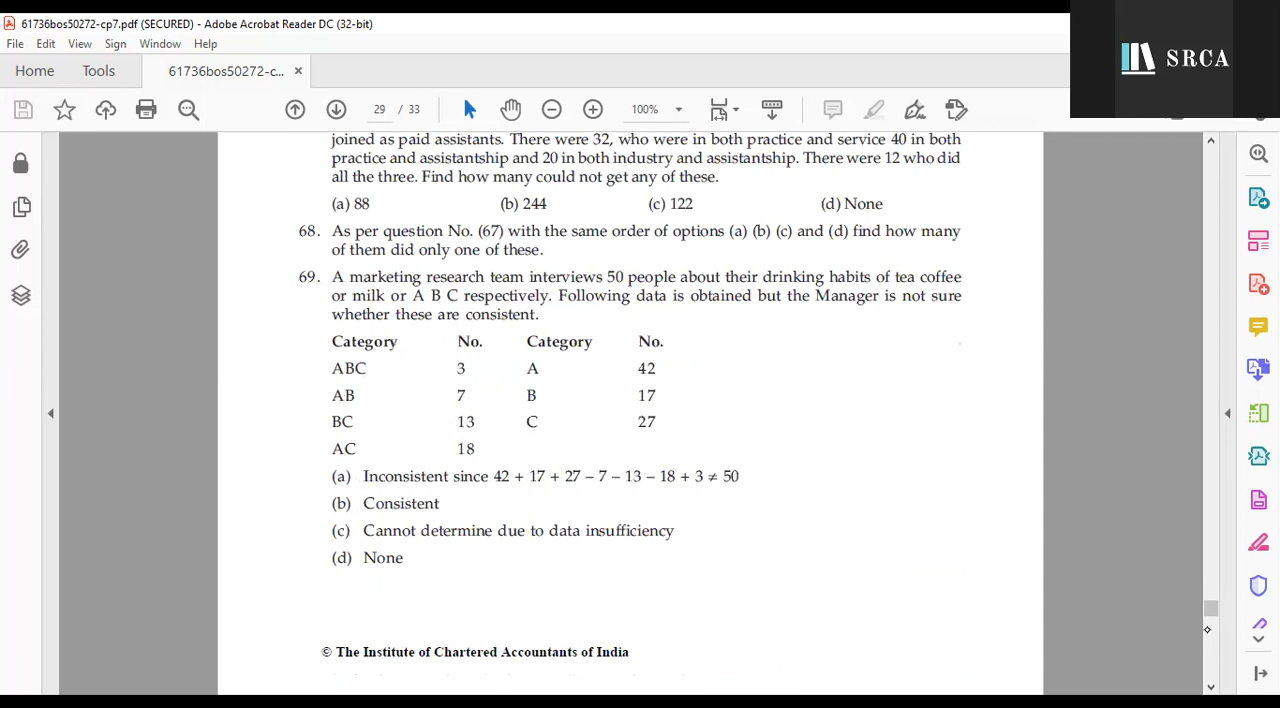 61736bos50272-cp7.pdf (SECURED) - Adobe Acrobat Reader DC (32-bit)
File Edit View Sign Window Help
SRCA
Home Tools 61736bos50272-c... ×
29 / 33 100%
joined as paid assistants. There were 32, who were in both practice and service 40 in both
practice and assistantship and 20 in both industry and assistantship. There were 12 who did
all the three. Find how many could not get any of these.
(a) 88 (b) 244 (c) 122 (d) None
68. As per question No. (67) with the same order of options (a) (b) (c) and (d) find how many
of them did only one of these.
69. A marketing research team interviews 50 people about their drinking habits of tea coffee
or milk or A B C respectively. Following data is obtained but the Manager is not sure
whether these are consistent.
Category No. Category No.
ABC 3 A 42
AB 7 B 17
BC 13 C 27
AC 18
(a) Inconsistent since 42 + 17 + 27 – 7 – 13 – 18 + 3 ≠ 50
(b) Consistent
(c) Cannot determine due to data insufficiency
(d) None
© The Institute of Chartered Accountants of India